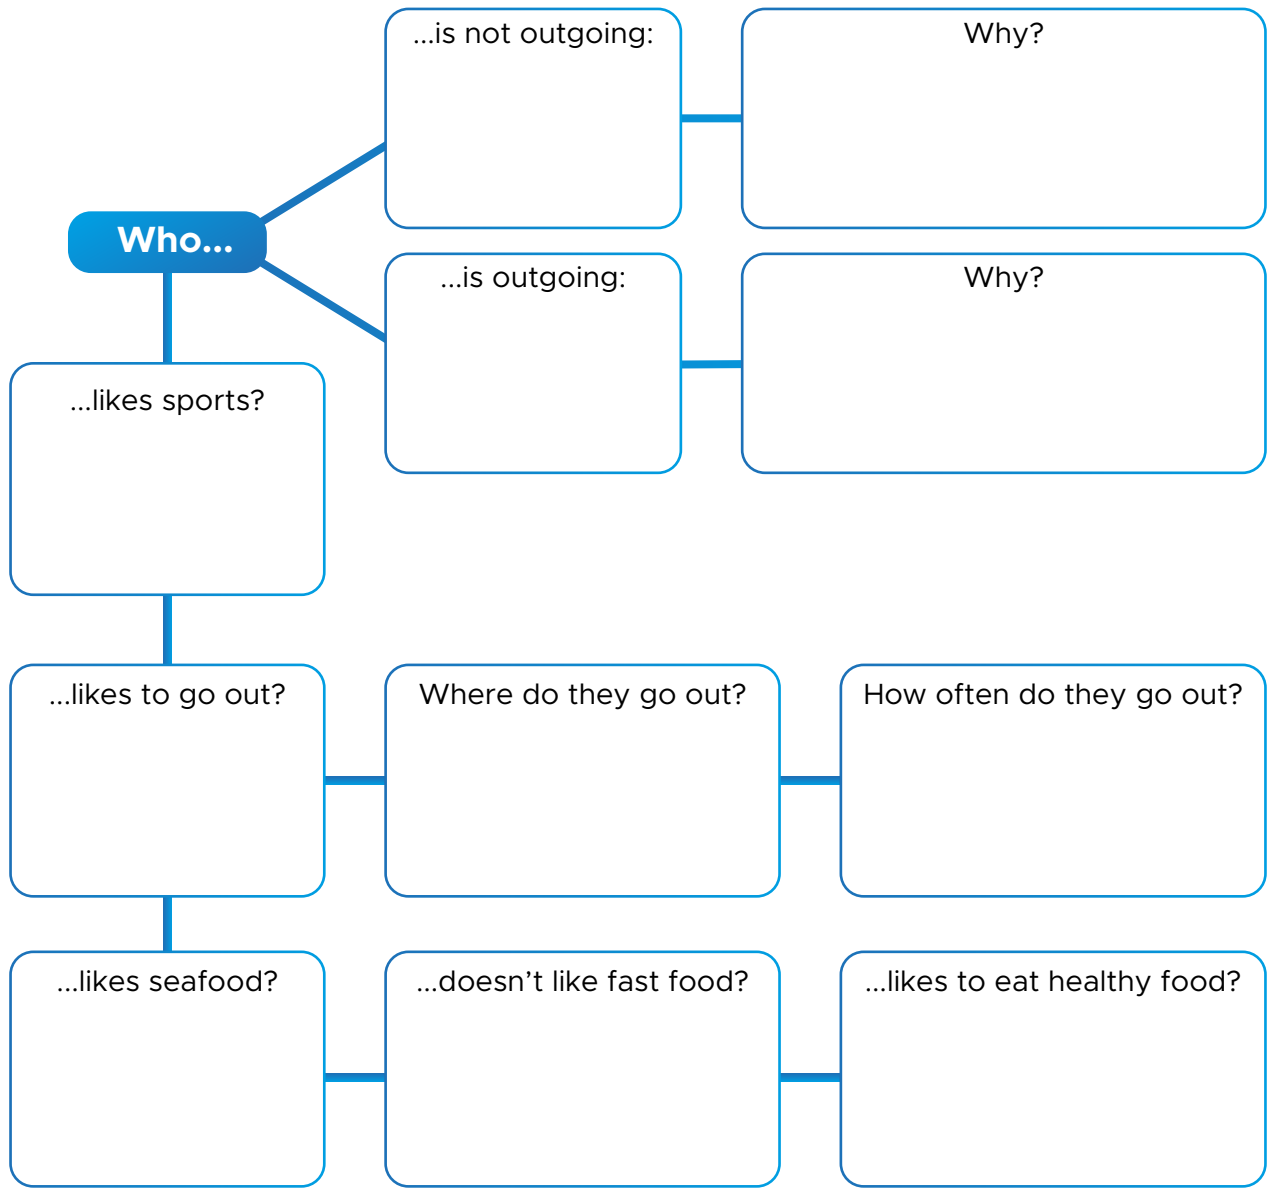 ...is not outgoing:
Why?
Who...
...is outgoing:
Why?
...likes sports?
...likes to go out?
Where do they go out?
How often do they go out?
...likes seafood?
...doesn’t like fast food?
...likes to eat healthy food?